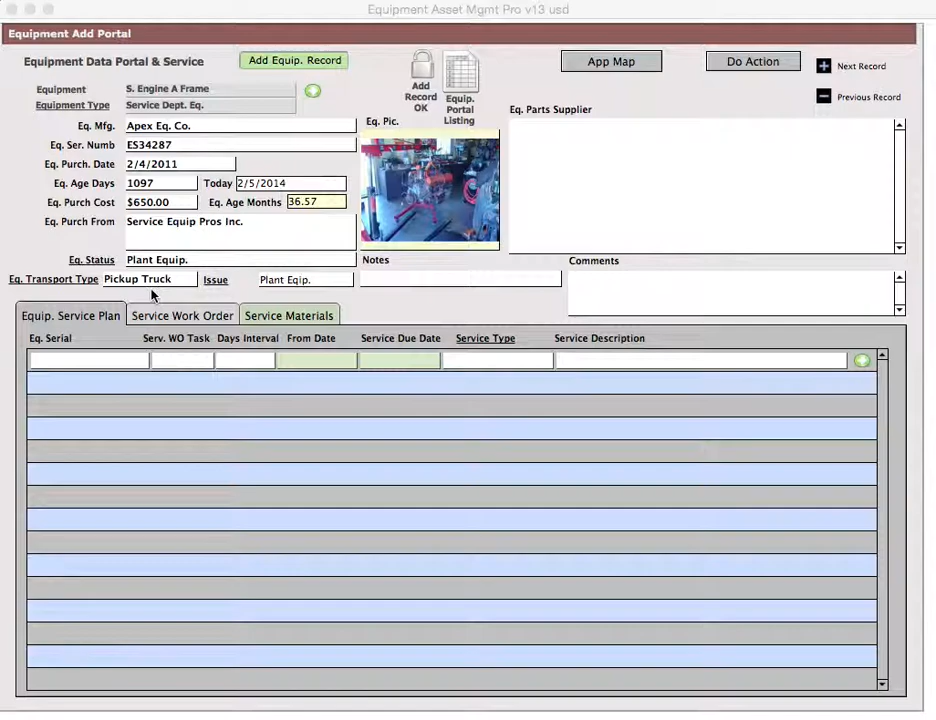 Equipment Asset Mgmt Pro v13 usd
Equipment Add Portal
Equipment Data Portal & Service
Add Equip. Record
Add
Record
OK
Equip.
Portal
Listing
App Map
Do Action
Next Record
Previous Record
Equipment S. Engine A Frame
Equipment Type Service Dept. Eq.
Eq. Mfg. Apex Eq. Co.
Eq. Ser. Numb ES34287
Eq. Purch. Date 2/4/2011
Eq. Age Days 1097 Today 2/5/2014
Eq. Purch Cost $650.00 Eq. Age Months 36.57
Eq. Purch From Service Equip Pros Inc.
Eq. Status Plant Equip.
Eq. Transport Type Pickup Truck Issue Plant Eqip.
Eq. Pic.
Eq. Parts Supplier
Notes
Comments
Equip. Service Plan Service Work Order Service Materials
Eq. Serial Serv. WO Task Days Interval From Date Service Due Date Service Type Service Description